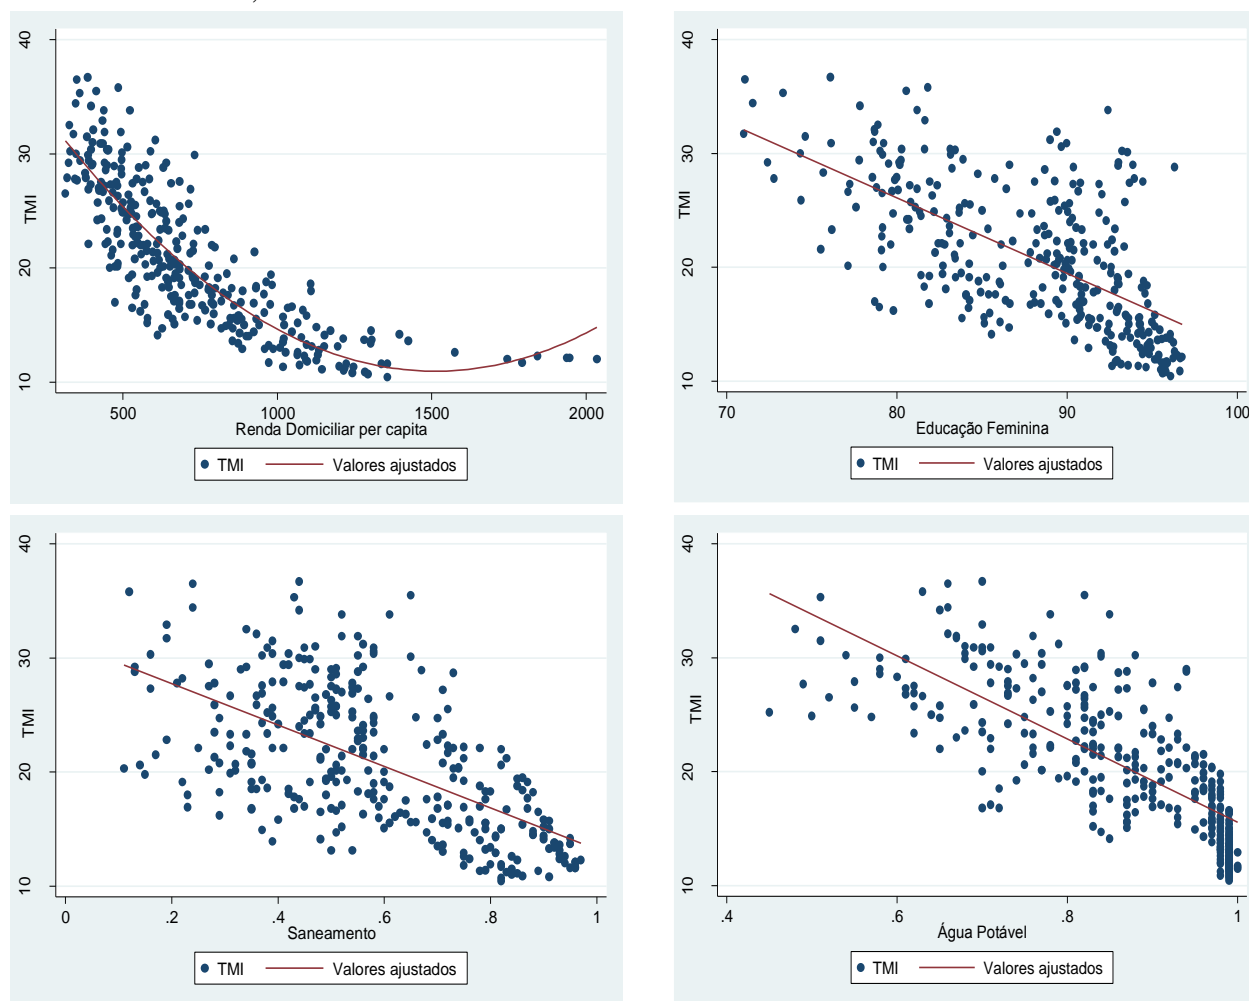 40
30
TMI
20
10
500
1000
1500
2000
Renda Domiciliar per capita
TMI
Valores ajustados
40
30
TMI
20
10
70
80
90
100
Educação Feminina
TMI
Valores ajustados
40
30
TMI
20
10
0
.2
.4
.6
.8
1
Saneamento
TMI
Valores ajustados
40
30
TMI
20
10
.4
.6
.8
1
Água Potável
TMI
Valores ajustados